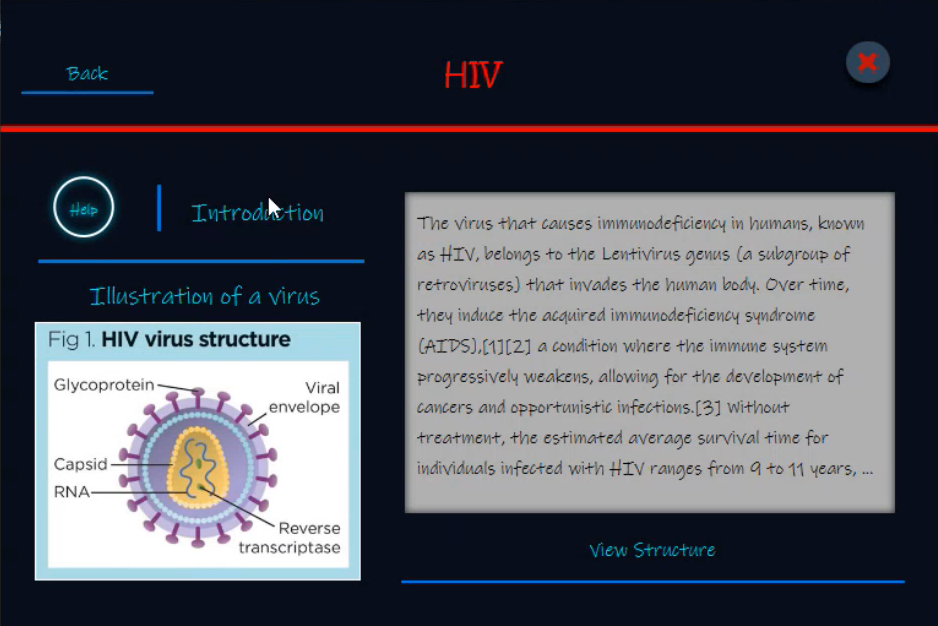 Back
HIV
Help
Introduction
Illustration of a virus
Fig 1. HIV virus structure
Glycoprotein
Viral
envelope
Capsid
RNA
Reverse
transcriptase
The virus that causes immunodeficiency in humans, known
as HIV, belongs to the Lentivirus genus (a subgroup of
retroviruses) that invades the human body. Over time,
they induce the acquired immunodeficiency syndrome
(AIDS),[1][2] a condition where the immune system
progressively weakens, allowing for the development of
cancers and opportunistic infections.[3] Without
treatment, the estimated average survival time for
individuals infected with HIV ranges from 9 to 11 years, ...
View Structure